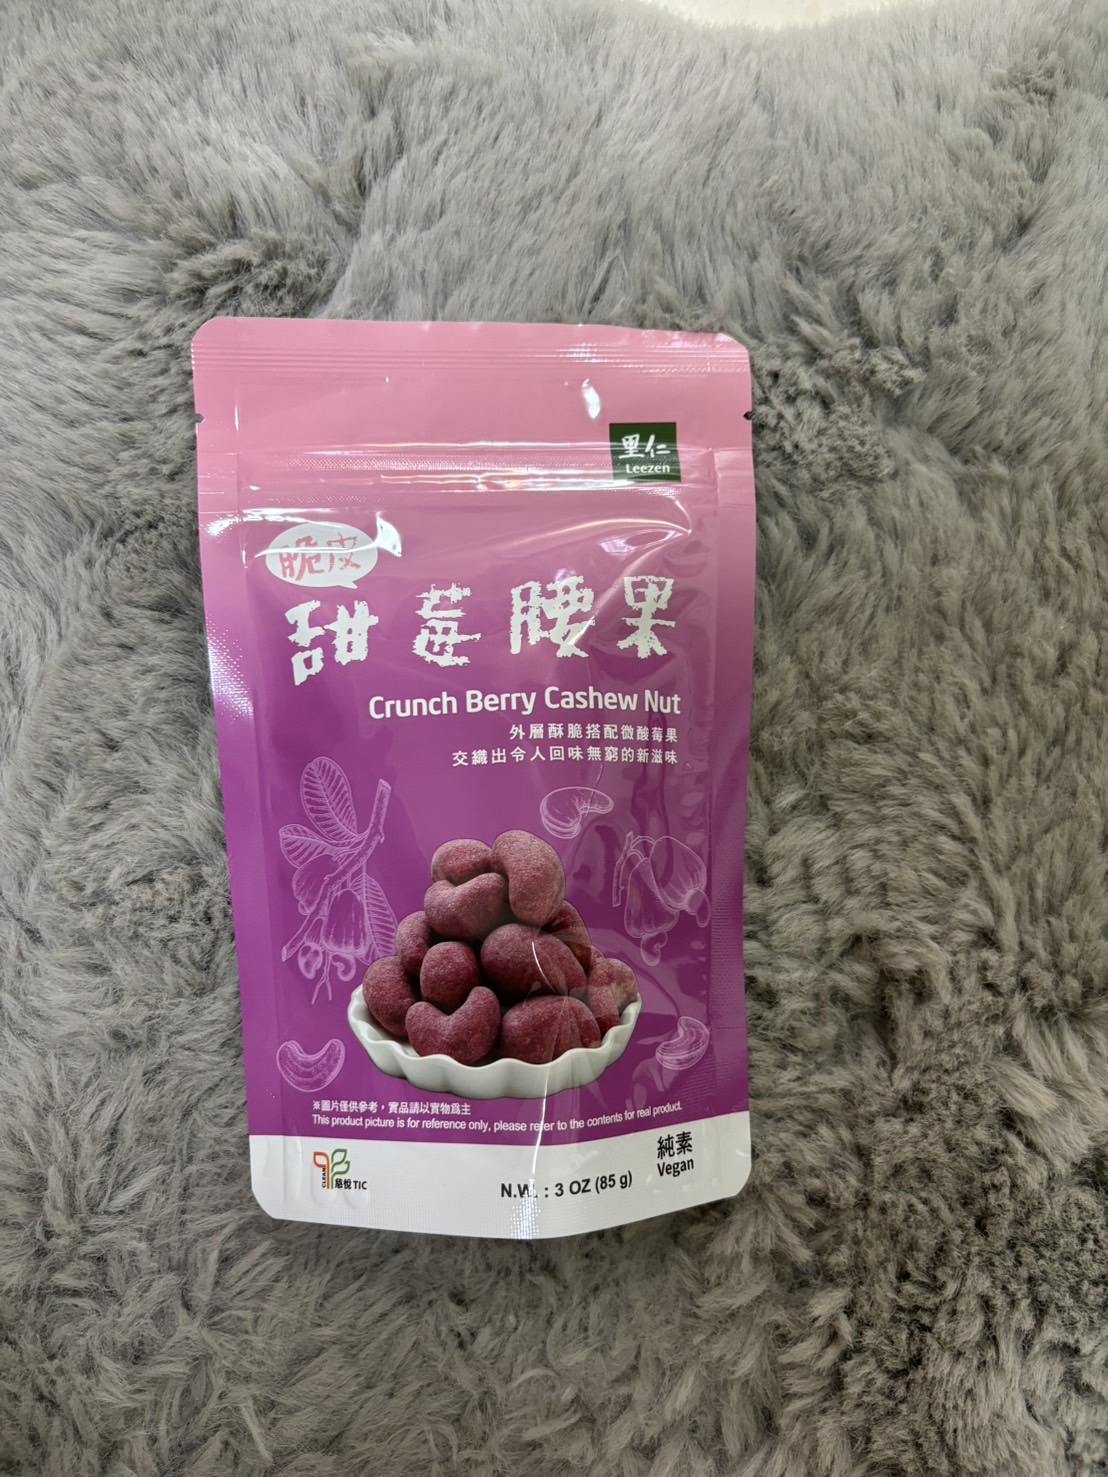 里仁
Leezen
脆皮
甜莓腰果
Crunch Berry Cashew Nut
外層酥脆搭配微酸莓果
交織出令人回味無窮的新滋味
※圖片僅供參考，實品請以實物為主
This product picture is for reference only, please refer to the contents for real product.
CLEAN
慈悅TIC
N.W. : 3 OZ (85 g)
純素
Vegan